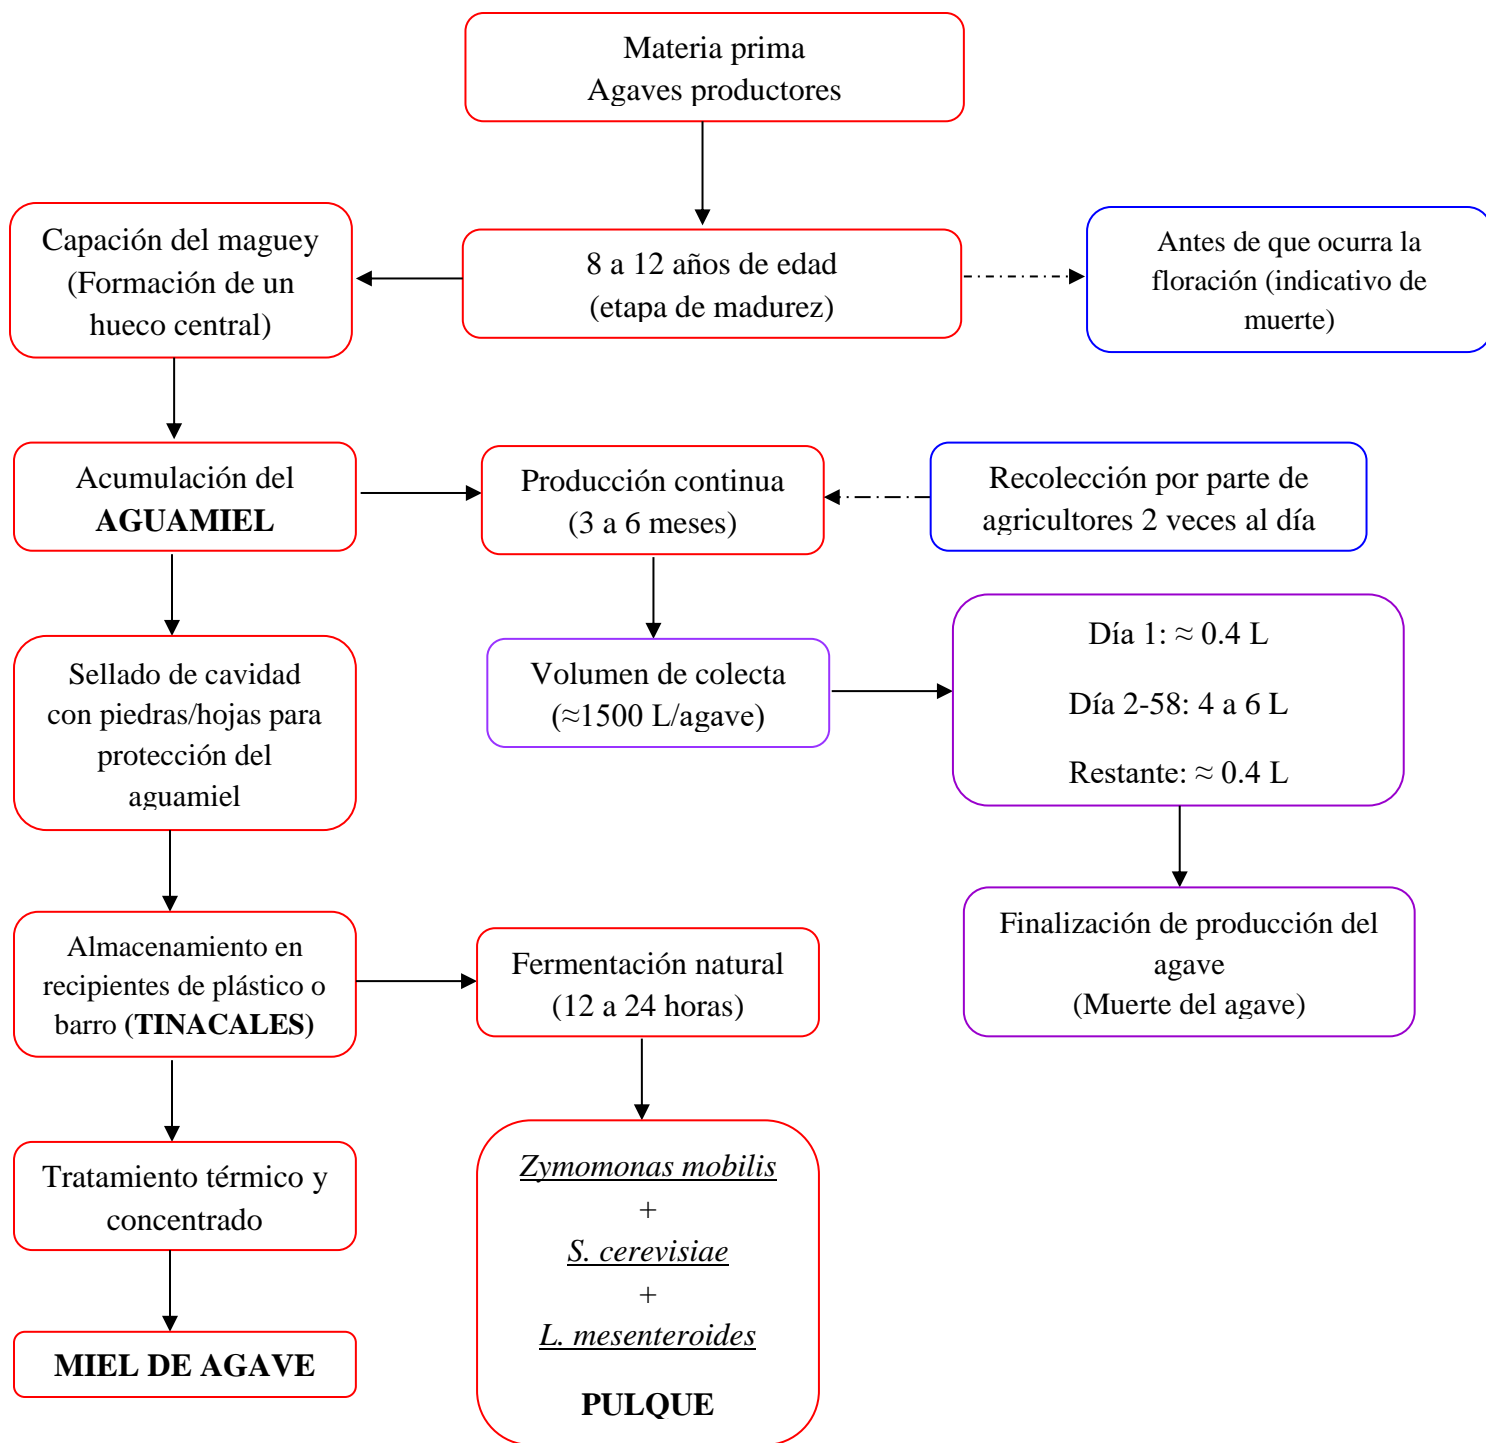 Materia prima
Agaves productores
Capación del maguey
(Formación de un
hueco central)
8 a 12 años de edad
(etapa de madurez)
Antes de que ocurra la
floración (indicativo de
muerte)
Acumulación del
AGUAMIEL
Producción continua
(3 a 6 meses)
Recolección por parte de
agricultores 2 veces al día
Sellado de cavidad
con piedras/hojas para
protección del
aguamiel
Volumen de colecta
(≈1500 L/agave)
Día 1: ≈ 0.4 L
Día 2-58: 4 a 6 L
Restante: ≈ 0.4 L
Almacenamiento en
recipientes de plástico o
barro (TINACALES)
Fermentación natural
(12 a 24 horas)
Finalización de producción del
agave
(Muerte del agave)
Tratamiento térmico y
concentrado
Zymomonas mobilis
+
S. cerevisiae
+
L. mesenteroides
PULQUE
MIEL DE AGAVE